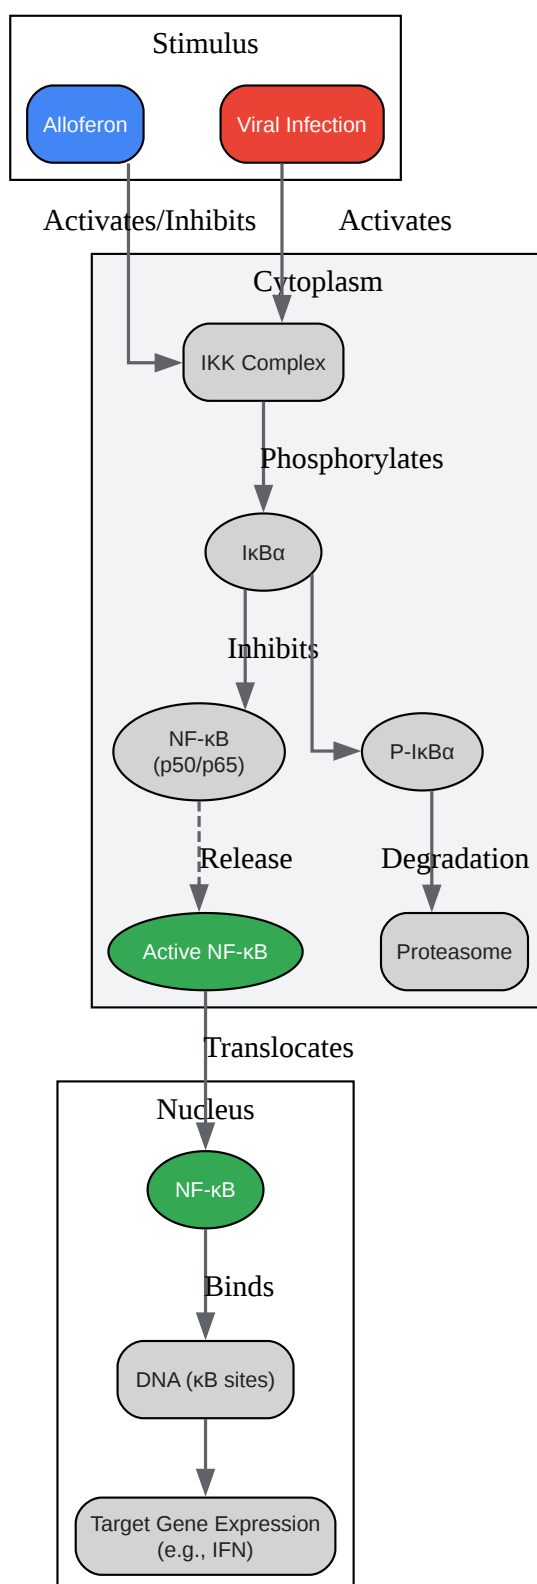 Stimulus
Alloferon
Viral Infection
Activates/Inhibits
Activates
Cytoplasm
IKK Complex
Phosphorylates
IκBα
Inhibits
NF-κB
(p50/p65)
P-IκBα
Release
Degradation
Active NF-κB
Proteasome
Translocates
Nucleus
NF-κB
Binds
DNA (κB sites)
Target Gene Expression
(e.g., IFN)